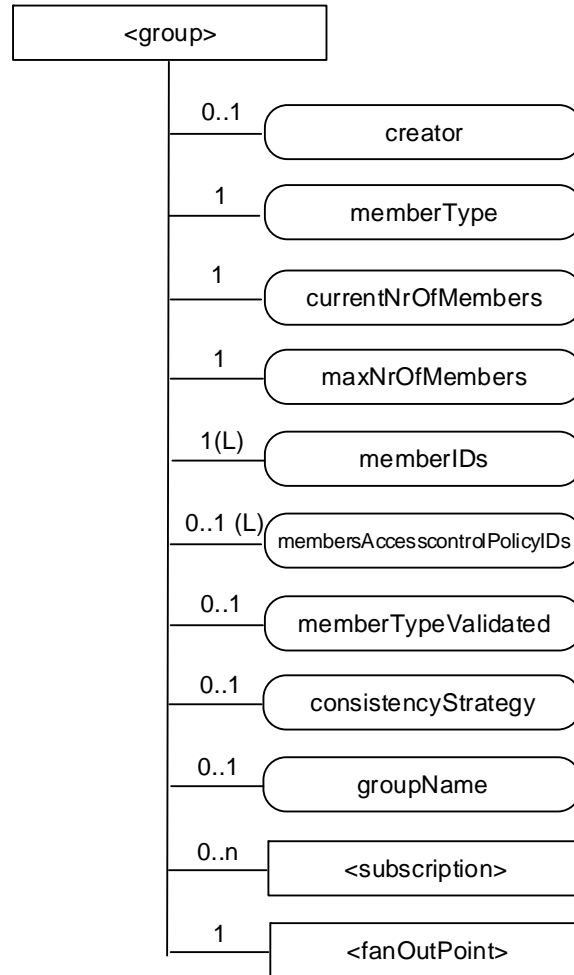 <group>
0..1
creator
1
memberType
1
currentNrOfMembers
1
maxNrOfMembers
1(L)
memberIDs
0..1 (L)
membersAccesscontrolPolicyIDs
0..1
memberTypeValidated
0..1
consistencyStrategy
0..1
groupName
0..n
<subscription>
1
<fanOutPoint>